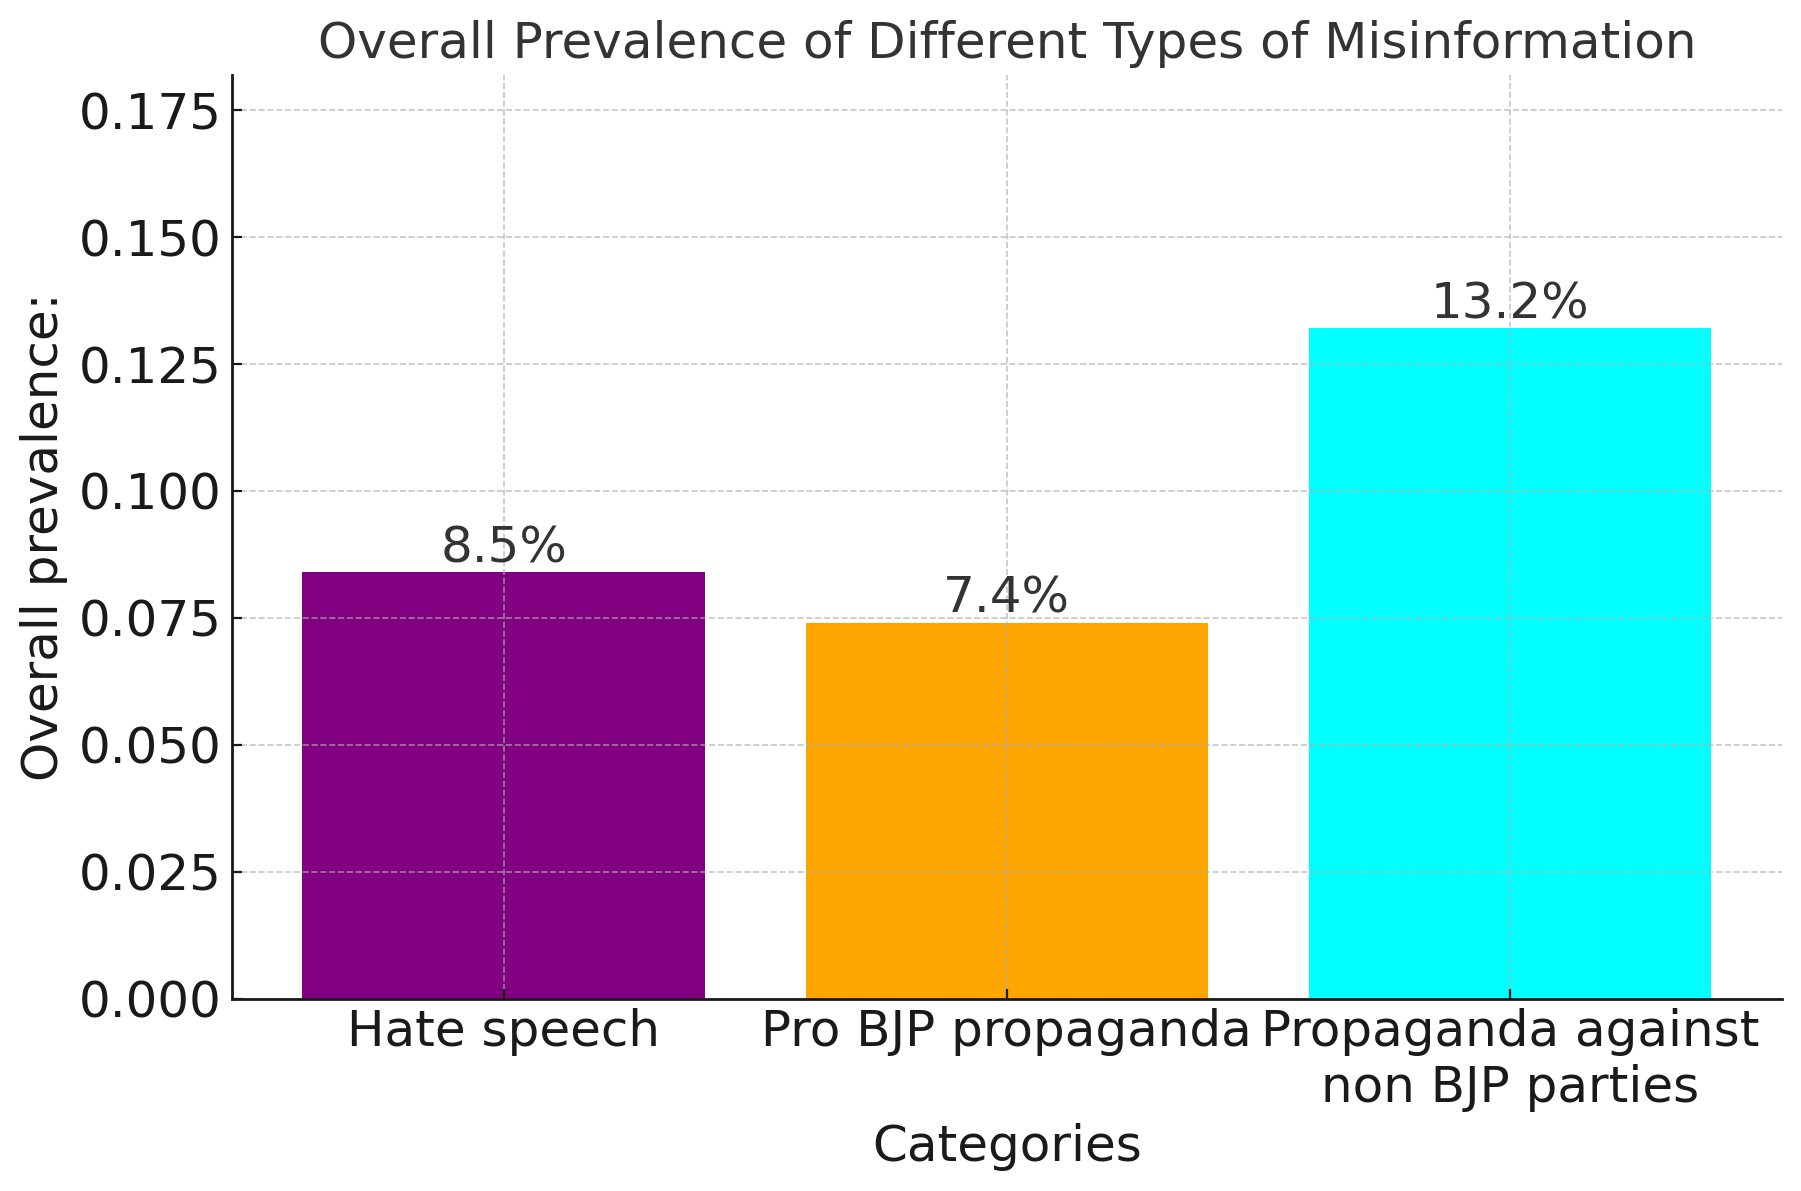 Overall Prevalence of Different Types of Misinformation
Overall prevalence:
0.175
0.150
0.125
0.100
0.075
0.050
0.025
0.000
8.5%
7.4%
13.2%
Hate speech
Pro BJP propaganda
Propaganda against
non BJP parties
Categories